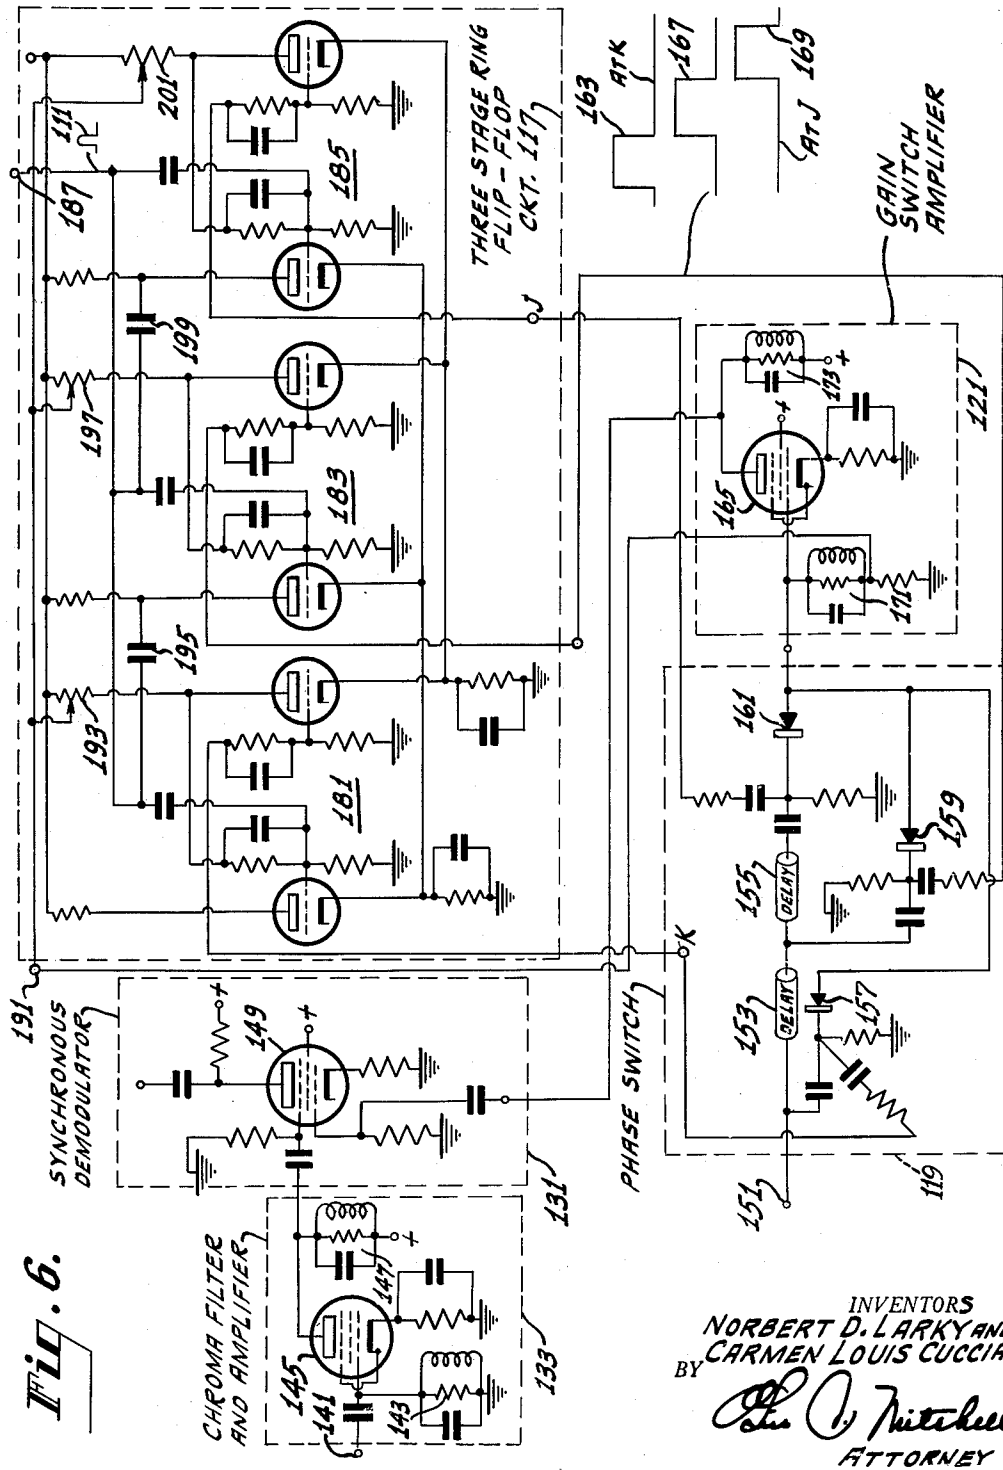 Fig. 6.
CHROMA FILTER
AND AMPLIFIER
141
143
145
147
133
+
SYNCHRONOUS
DEMODULATOR
149
+
+
131
191
193
195
197
199
187
111
201
181
183
185
THREE STAGE RING
FLIP-FLOP
CKT. 117
K
J
163
AT K
167
169
AT J
PHASE SWITCH
151
153
DELAY
155
DELAY
157
159
161
119
165
171
173
+
+
121
GAIN
SWITCH
AMPLIFIER
INVENTORS
NORBERT D. LARKY AN
CARMEN LOUIS CUCCI
BY
Mitchell
ATTORNEY